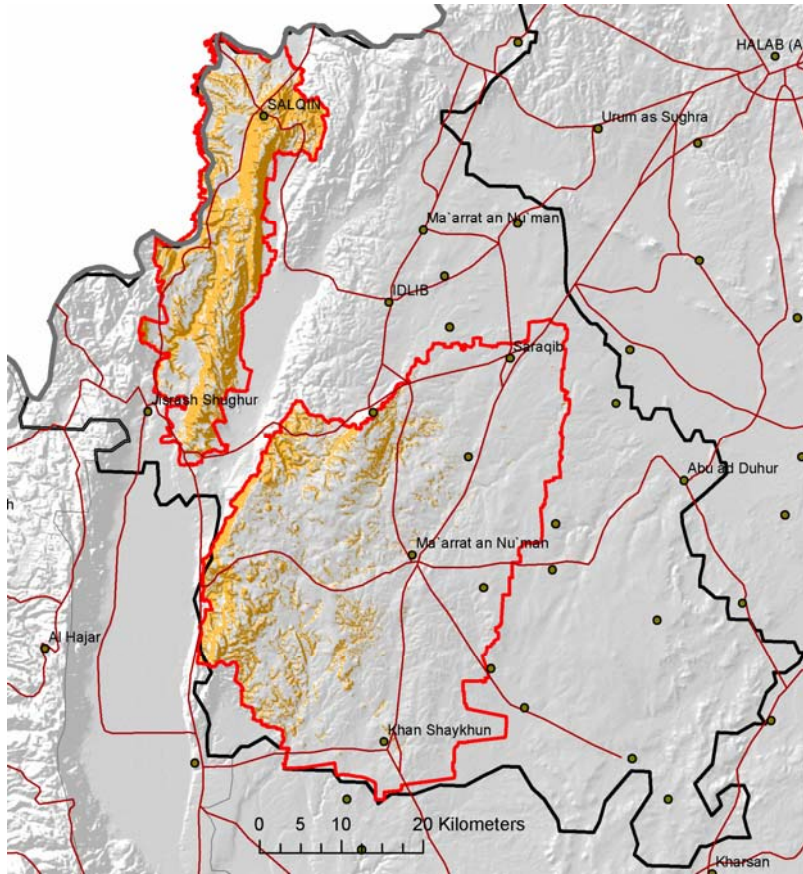 HALAB (A
SALQIN
Urum as Sughra
Ma`arrat an Nu`man
IDLIB
Saraqib
Jisrash Shughur
Abu ad Duhur
h
Ma`arrat an Nu`man
Al Hajar
Khan Shaykhun
0 5 10 20 Kilometers
Kharsan